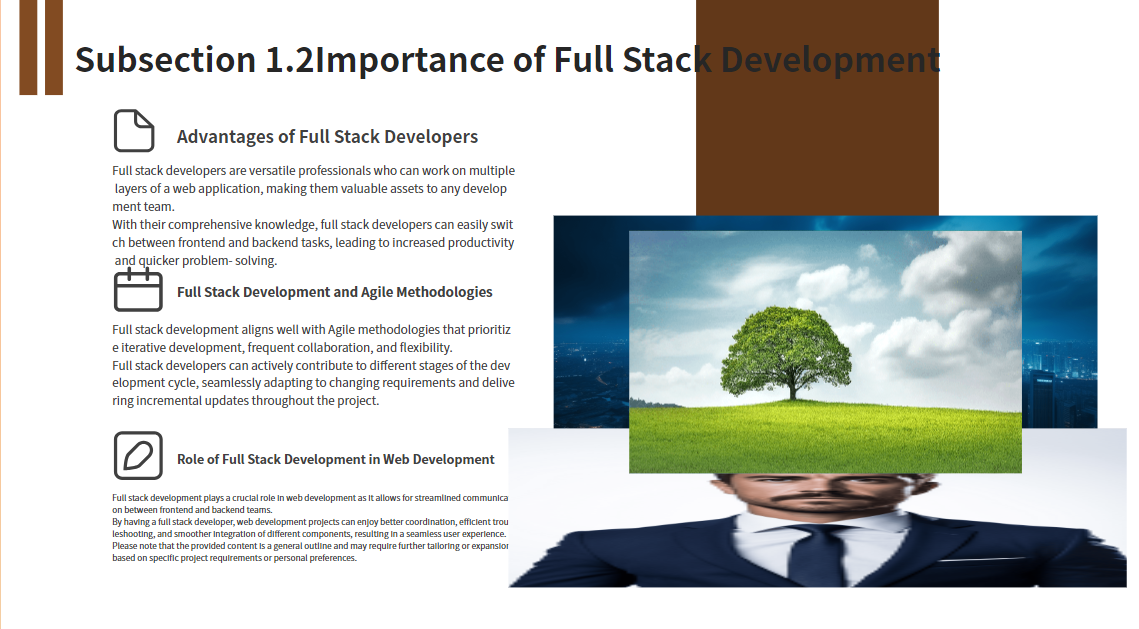 Subsection 1.2Importance of Full Stack Development
Advantages of Full Stack Developers
Full stack developers are versatile professionals who can work on multiple
layers of a web application, making them valuable assets to any develop
ment team.
With their comprehensive knowledge, full stack developers can easily swit
ch between frontend and backend tasks, leading to increased productivity
and quicker problem- solving.
Full Stack Development and Agile Methodologies
Full stack development aligns well with Agile methodologies that prioritiz
e iterative development, frequent collaboration, and flexibility.
Full stack developers can actively contribute to different stages of the dev
elopment cycle, seamlessly adapting to changing requirements and delive
ring incremental updates throughout the project.
Role of Full Stack Development in Web Development
Full stack development plays a crucial role in web development as it allows for streamlined communica
on between frontend and backend teams.
By having a full stack developer, web development projects can enjoy better coordination, efficient trou
leshooting, and smoother integration of different components, resulting in a seamless user experience.
Please note that the provided content is a general outline and may require further tailoring or expansion
based on specific project requirements or personal preferences.